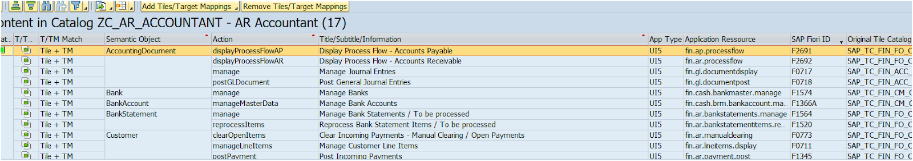 Add Tiles/Target Mappings Remove Tiles/Target Mappings
ontent in Catalog ZC_AR_ACCOUNTANT - AR Accountant (17)
at... T/T... T/TM Match Semantic Object Action Title/Subtitle/Information App Type Application Ressource SAP Fiori ID Original Tile Catalog
Tile + TM AccountingDocument displayProcessFlowAP Display Process Flow - Accounts Payable UI5 fin.ap.processflow F2691 SAP_TC_FIN_FO_C
Tile + TM displayProcessFlowAR Display Process Flow - Accounts Receivable UI5 fin.ar.processflow F2692 SAP_TC_FIN_FO_C
Tile + TM manage Manage Journal Entries UI5 fin.gl.documentdisplay F0717 SAP_TC_FIN_ACC_
Tile + TM postGLDocument Post General Journal Entries UI5 fin.gl.documentpost F0718 SAP_TC_FIN_ACC_
Tile + TM Bank manage Manage Banks UI5 fin.cash.bankmaster.manage F1574 SAP_TC_FIN_CM_C
Tile + TM BankAccount manageMasterData Manage Bank Accounts UI5 fin.cash.brm.bankaccount.ma... F1366A SAP_TC_FIN_CM_C
Tile + TM BankStatement manage Manage Bank Statements / To be processed UI5 fin.ar.bankstatements.manage F1564 SAP_TC_FIN_FO_C
Tile + TM reprocessItems Reprocess Bank Statement Items / To be processed UI5 fin.ar.bankstatementitems.re... F1520 SAP_TC_FIN_FO_C
Tile + TM Customer clearOpenItems Clear Incoming Payments - Manual Clearing / Open Payments UI5 fin.ar.manualclearing F0773 SAP_TC_FIN_FO_C
Tile + TM manageLineItems Manage Customer Line Items UI5 fin.ar.lineitems.display F0711 SAP_TC_FIN_FO_C
Tile + TM postPayment Post Incoming Payments UI5 fin.ar.payment.post F1345 SAP_TC_FIN_FO_C